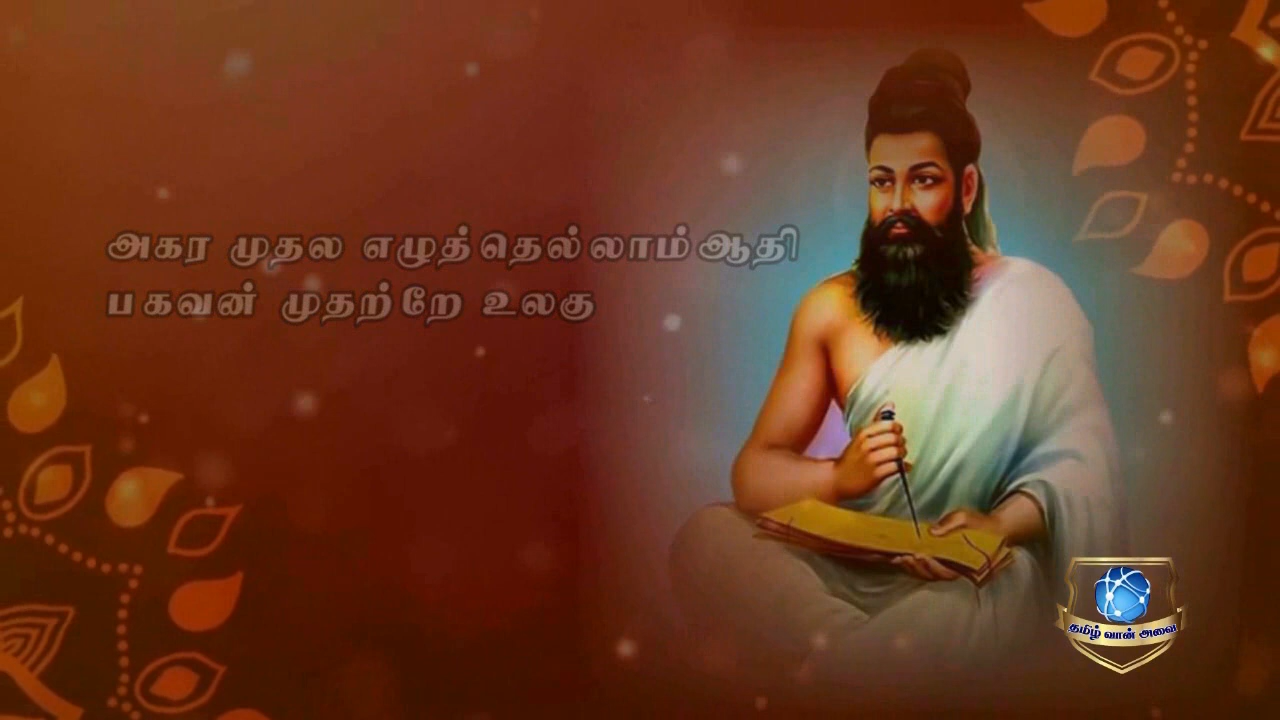 அகர முதல எழுத்தெல்லாம்ஆதி
பகவன் முதற்றே உலகு
தமிழ் வான் அவை